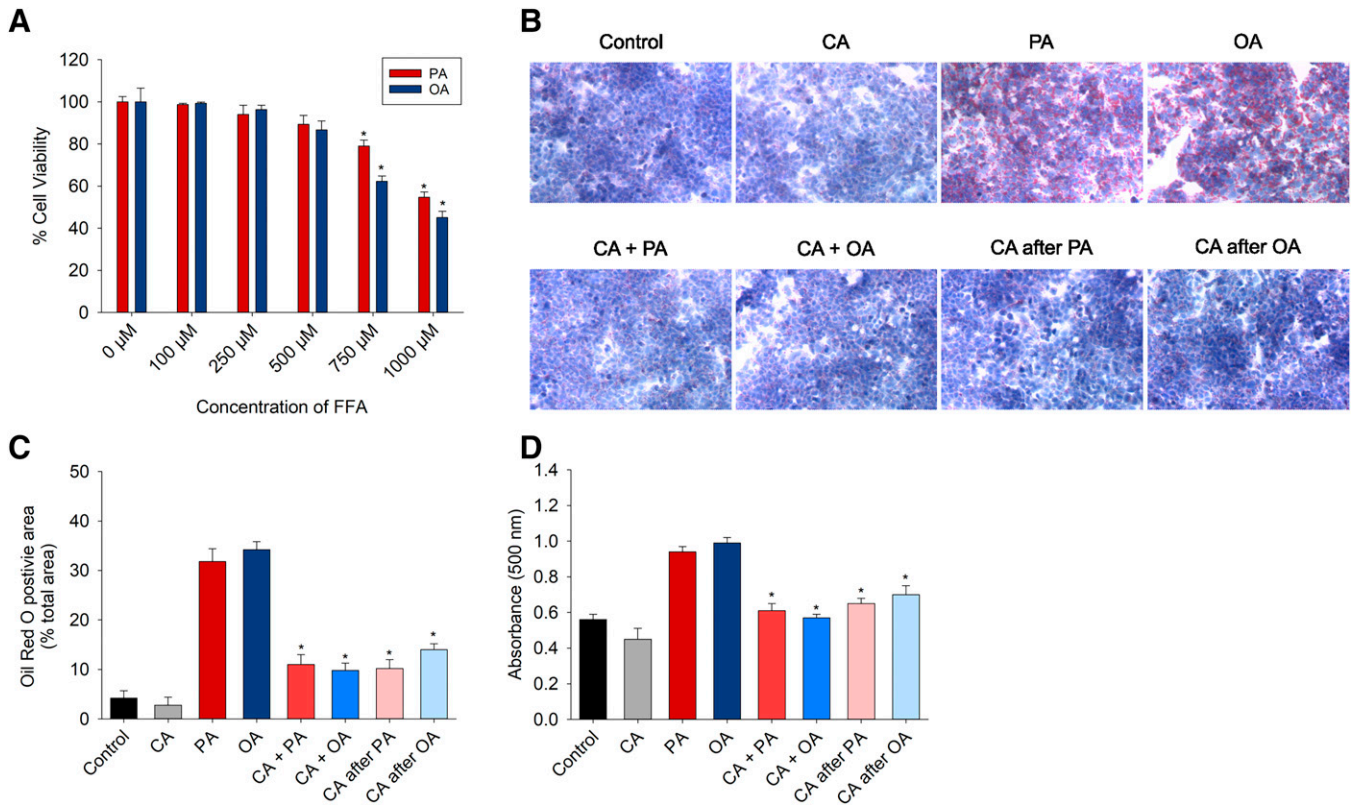 A
% Cell Viability
120
100
80
60
40
20
0
PA
OA
*
*
*
*
0 µM
100 µM
250 µM
500 µM
750 µM
1000 µM
Concentration of FFA
B
Control
CA
PA
OA
CA + PA
CA + OA
CA after PA
CA after OA
C
Oil Red O postivie area
(% total area)
50
40
30
20
10
0
*
*
*
*
Control
CA
PA
OA
CA + PA
CA + OA
CA after PA
CA after OA
D
Absorbance (500 nm)
1.4
1.2
1.0
0.8
0.6
0.4
0.2
0.0
*
*
*
*
Control
CA
PA
OA
CA + PA
CA + OA
CA after PA
CA after OA